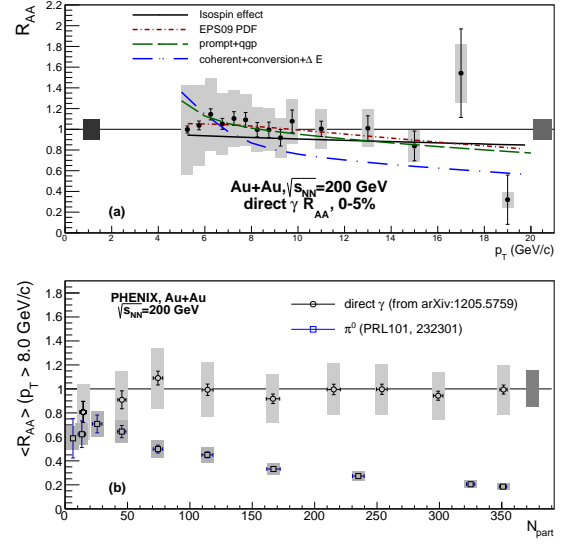 R_AA
2
1.8
1.6
1.4
1.2
1
0.8
0.6
0.4
0.2
0
Isospin effect
EPS09 PDF
prompt+qgp
coherent+conversion+Δ E
Au+Au,√s_NN=200 GeV
direct γ R_AA, 0-5%
(a)
0 2 4 6 8 10 12 14 16 18 20
p_T (GeV/c)
<R_AA> (p_T > 8.0 GeV/c)
2
1.8
1.6
1.4
1.2
1
0.8
0.6
0.4
0.2
0
PHENIX, Au+Au
√s_NN=200 GeV
direct γ (from arXiv:1205.5759)
π⁰ (PRL101, 232301)
(b)
0 50 100 150 200 250 300 350
N_part